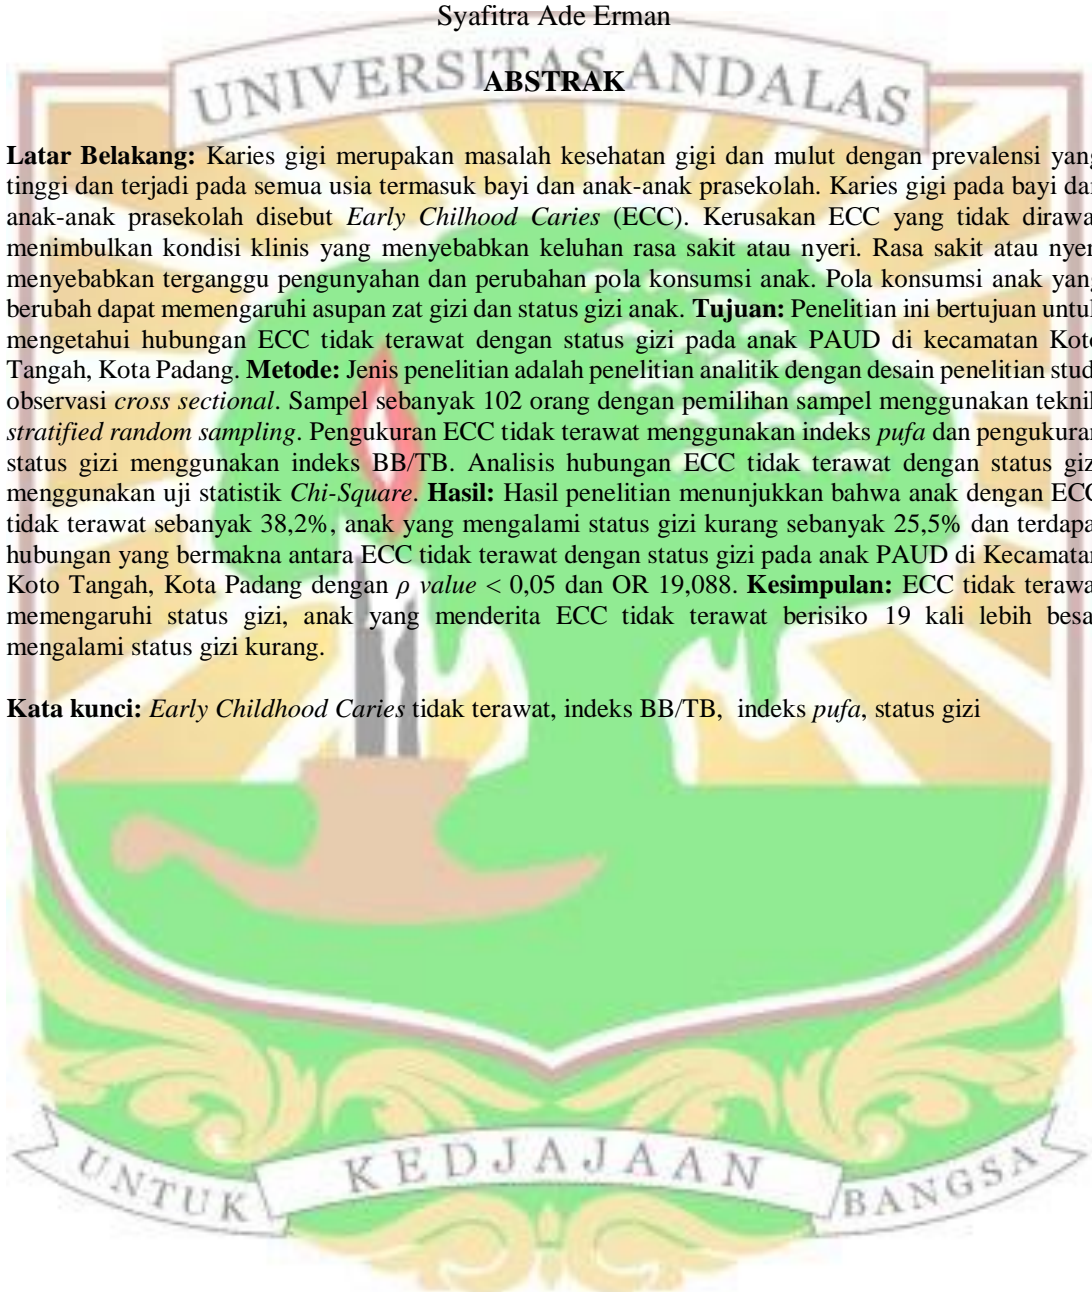 Syafitra Ade Erman
UNIVERSITAS ANDALAS
ABSTRAK
Latar Belakang: Karies gigi merupakan masalah kesehatan gigi dan mulut dengan prevalensi yang
tinggi dan terjadi pada semua usia termasuk bayi dan anak-anak prasekolah. Karies gigi pada bayi dan
anak-anak prasekolah disebut Early Chilhood Caries (ECC). Kerusakan ECC yang tidak dirawa
menimbulkan kondisi klinis yang menyebabkan keluhan rasa sakit atau nyeri. Rasa sakit atau nyer
menyebabkan terganggu pengunyahan dan perubahan pola konsumsi anak. Pola konsumsi anak yang
berubah dapat memengaruhi asupan zat gizi dan status gizi anak. Tujuan: Penelitian ini bertujuan untuk
mengetahui hubungan ECC tidak terawat dengan status gizi pada anak PAUD di kecamatan Koto
Tangah, Kota Padang. Metode: Jenis penelitian adalah penelitian analitik dengan desain penelitian stud
observasi cross sectional. Sampel sebanyak 102 orang dengan pemilihan sampel menggunakan teknik
stratified random sampling. Pengukuran ECC tidak terawat menggunakan indeks pufa dan pengukuran
status gizi menggunakan indeks BB/TB. Analisis hubungan ECC tidak terawat dengan status giz
menggunakan uji statistik Chi-Square. Hasil: Hasil penelitian menunjukkan bahwa anak dengan ECC
tidak terawat sebanyak 38,2%, anak yang mengalami status gizi kurang sebanyak 25,5% dan terdapa
hubungan yang bermakna antara ECC tidak terawat dengan status gizi pada anak PAUD di Kecamatan
Koto Tangah, Kota Padang dengan ρ value < 0,05 dan OR 19,088. Kesimpulan: ECC tidak terawa
memengaruhi status gizi, anak yang menderita ECC tidak terawat berisiko 19 kali lebih besa
mengalami status gizi kurang.
Kata kunci: Early Childhood Caries tidak terawat, indeks BB/TB, indeks pufa, status gizi
UNTUK KEDJAJAAN BANGSA